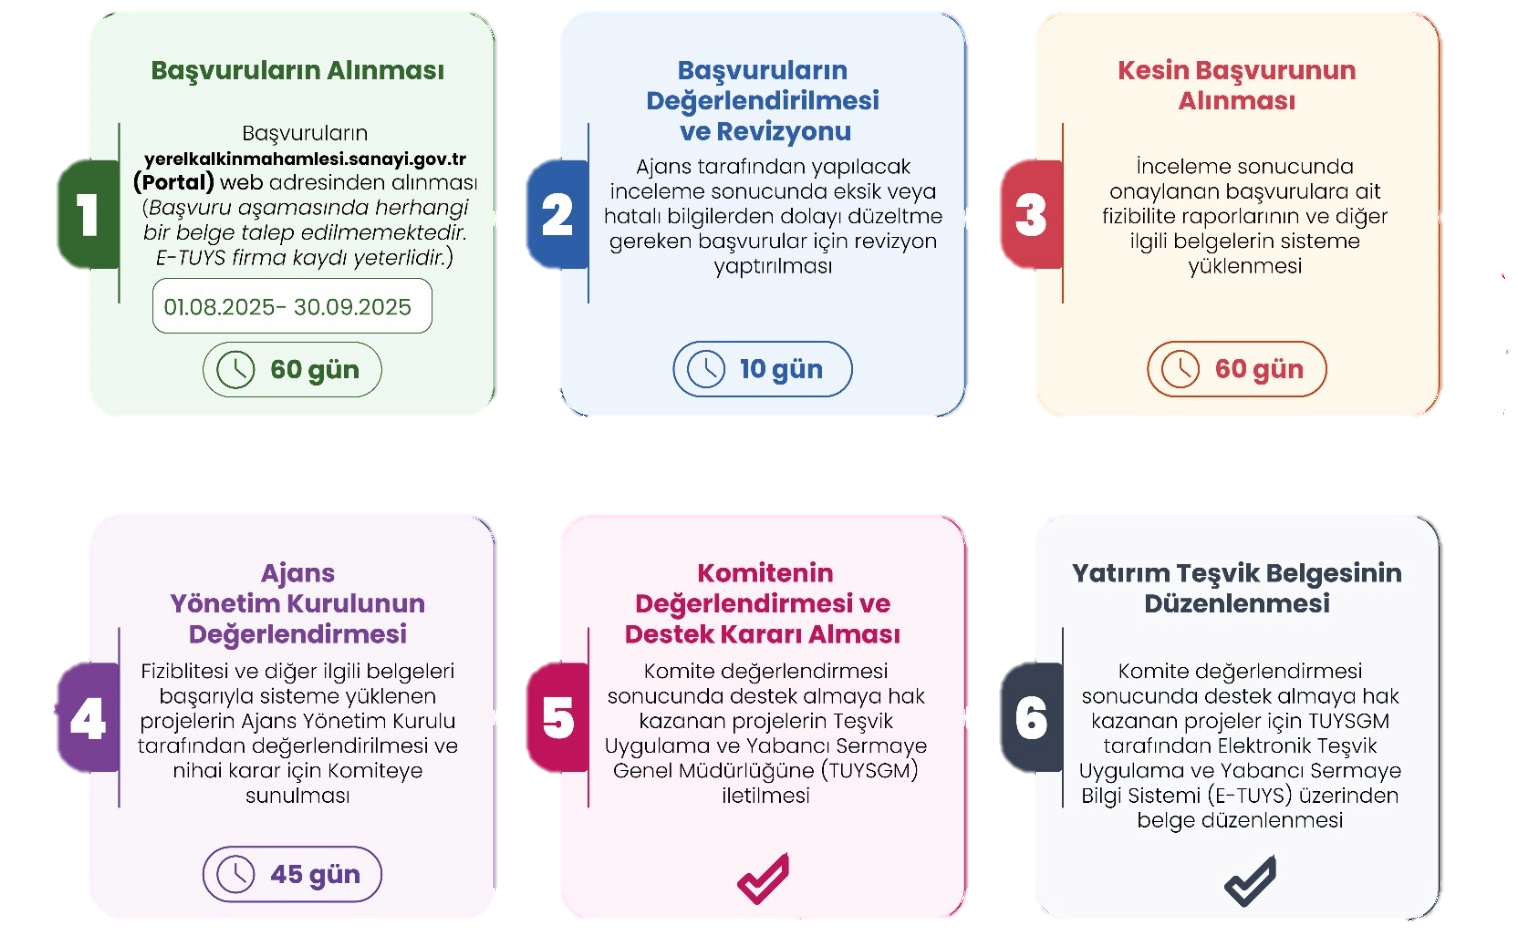 1
Başvuruların Alınması
Başvuruların
yerelkalkinmahamlesi.sanayi.gov.tr
(Portal) web adresinden alınması
(Başvuru aşamasında herhangi
bir belge talep edilmemektedir.
E-TUYS firma kaydı yeterlidir.)
01.08.2025- 30.09.2025
60 gün
2
Başvuruların
Değerlendirilmesi
ve Revizyonu
Ajans tarafından yapılacak
inceleme sonucunda eksik veya
hatalı bilgilerden dolayı düzeltme
gereken başvurular için revizyon
yaptırılması
10 gün
3
Kesin Başvurunun
Alınması
İnceleme sonucunda
onaylanan başvurulara ait
fizibilite raporlarının ve diğer
ilgili belgelerin sisteme
yüklenmesi
60 gün
4
Ajans
Yönetim Kurulunun
Değerlendirmesi
Fiziblitesi ve diğer ilgili belgeleri
başarıyla sisteme yüklenen
projelerin Ajans Yönetim Kurulu
tarafından değerlendirilmesi ve
nihai karar için Komiteye
sunulması
45 gün
5
Komitenin
Değerlendirmesi ve
Destek Kararı Alması
Komite değerlendirmesi
sonucunda destek almaya hak
kazanan projelerin Teşvik
Uygulama ve Yabancı Sermaye
Genel Müdürlüğüne (TUYSGM)
iletilmesi
6
Yatırım Teşvik Belgesinin
Düzenlenmesi
Komite değerlendirmesi
sonucunda destek almaya hak
kazanan projeler için TUYSGM
tarafından Elektronik Teşvik
Uygulama ve Yabancı Sermaye
Bilgi Sistemi (E-TUYS) üzerinden
belge düzenlenmesi